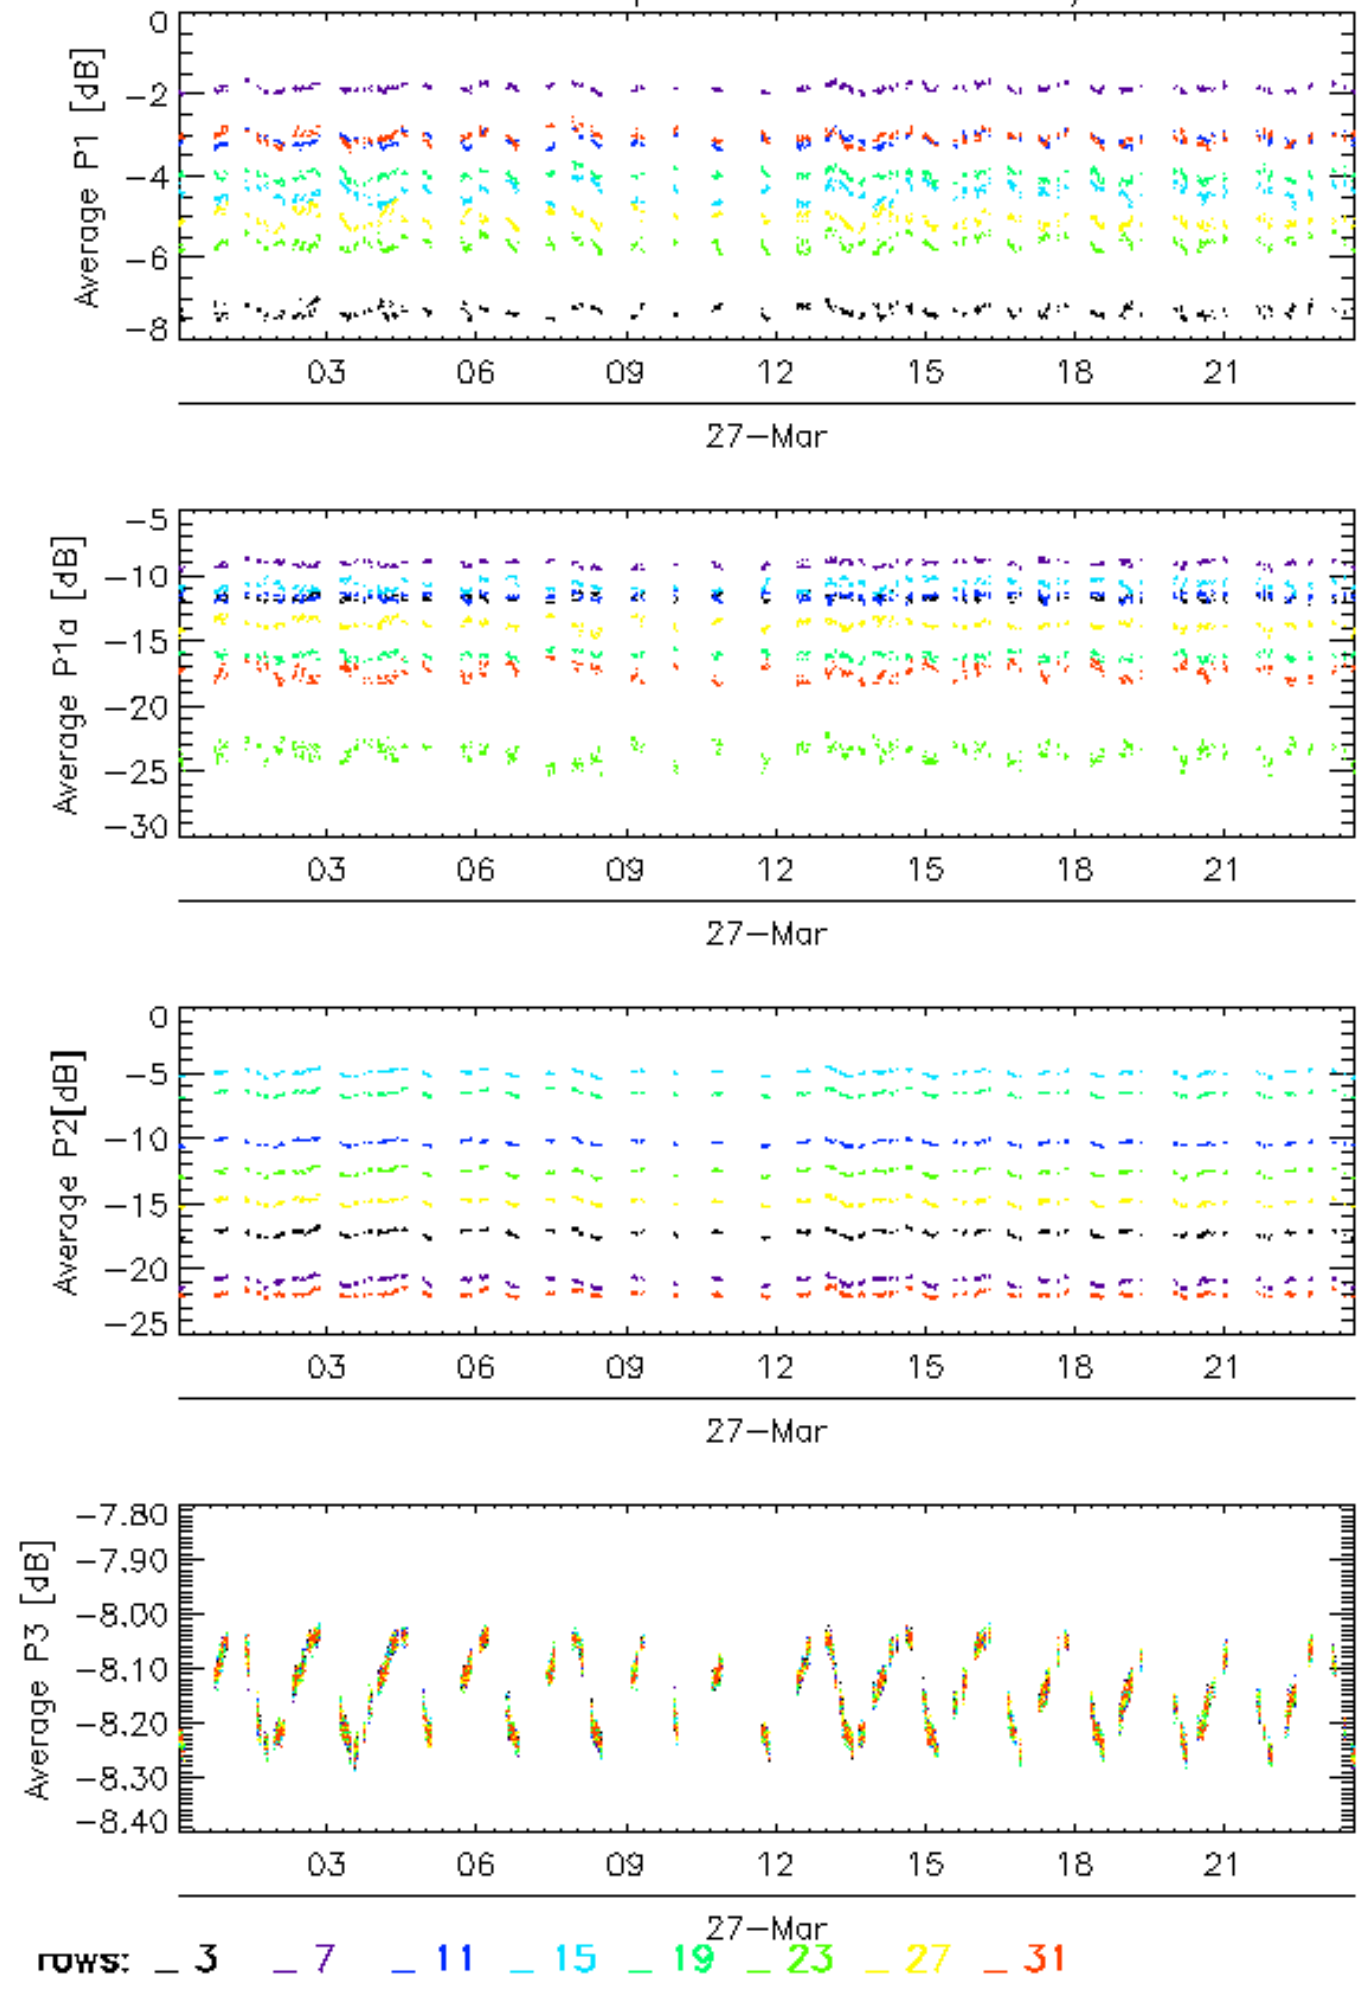 0
-2
-4
-6
-8
Average P1 [dB]
03 06 09 12 15 18 21
27-Mar
-5
-10
-15
-20
-25
-30
Average P1a [dB]
03 06 09 12 15 18 21
27-Mar
0
-5
-10
-15
-20
-25
Average P2[dB]
03 06 09 12 15 18 21
27-Mar
-7.80
-7.90
-8.00
-8.10
-8.20
-8.30
-8.40
Average P3 [dB]
03 06 09 12 15 18 21
27-Mar
rows: _ 3 _ 7 _ 11 _ 15 _ 19 _ 23 _ 27 _ 31